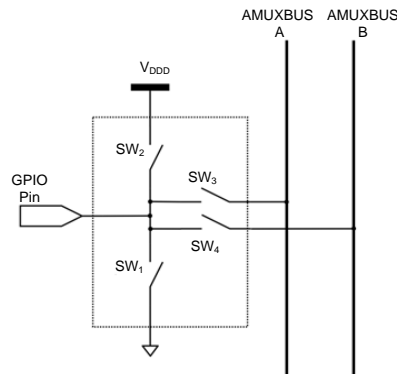 AMUXBUS
A
AMUXBUS
B
VDDD
SW2
SW3
GPIO
Pin
SW4
SW1